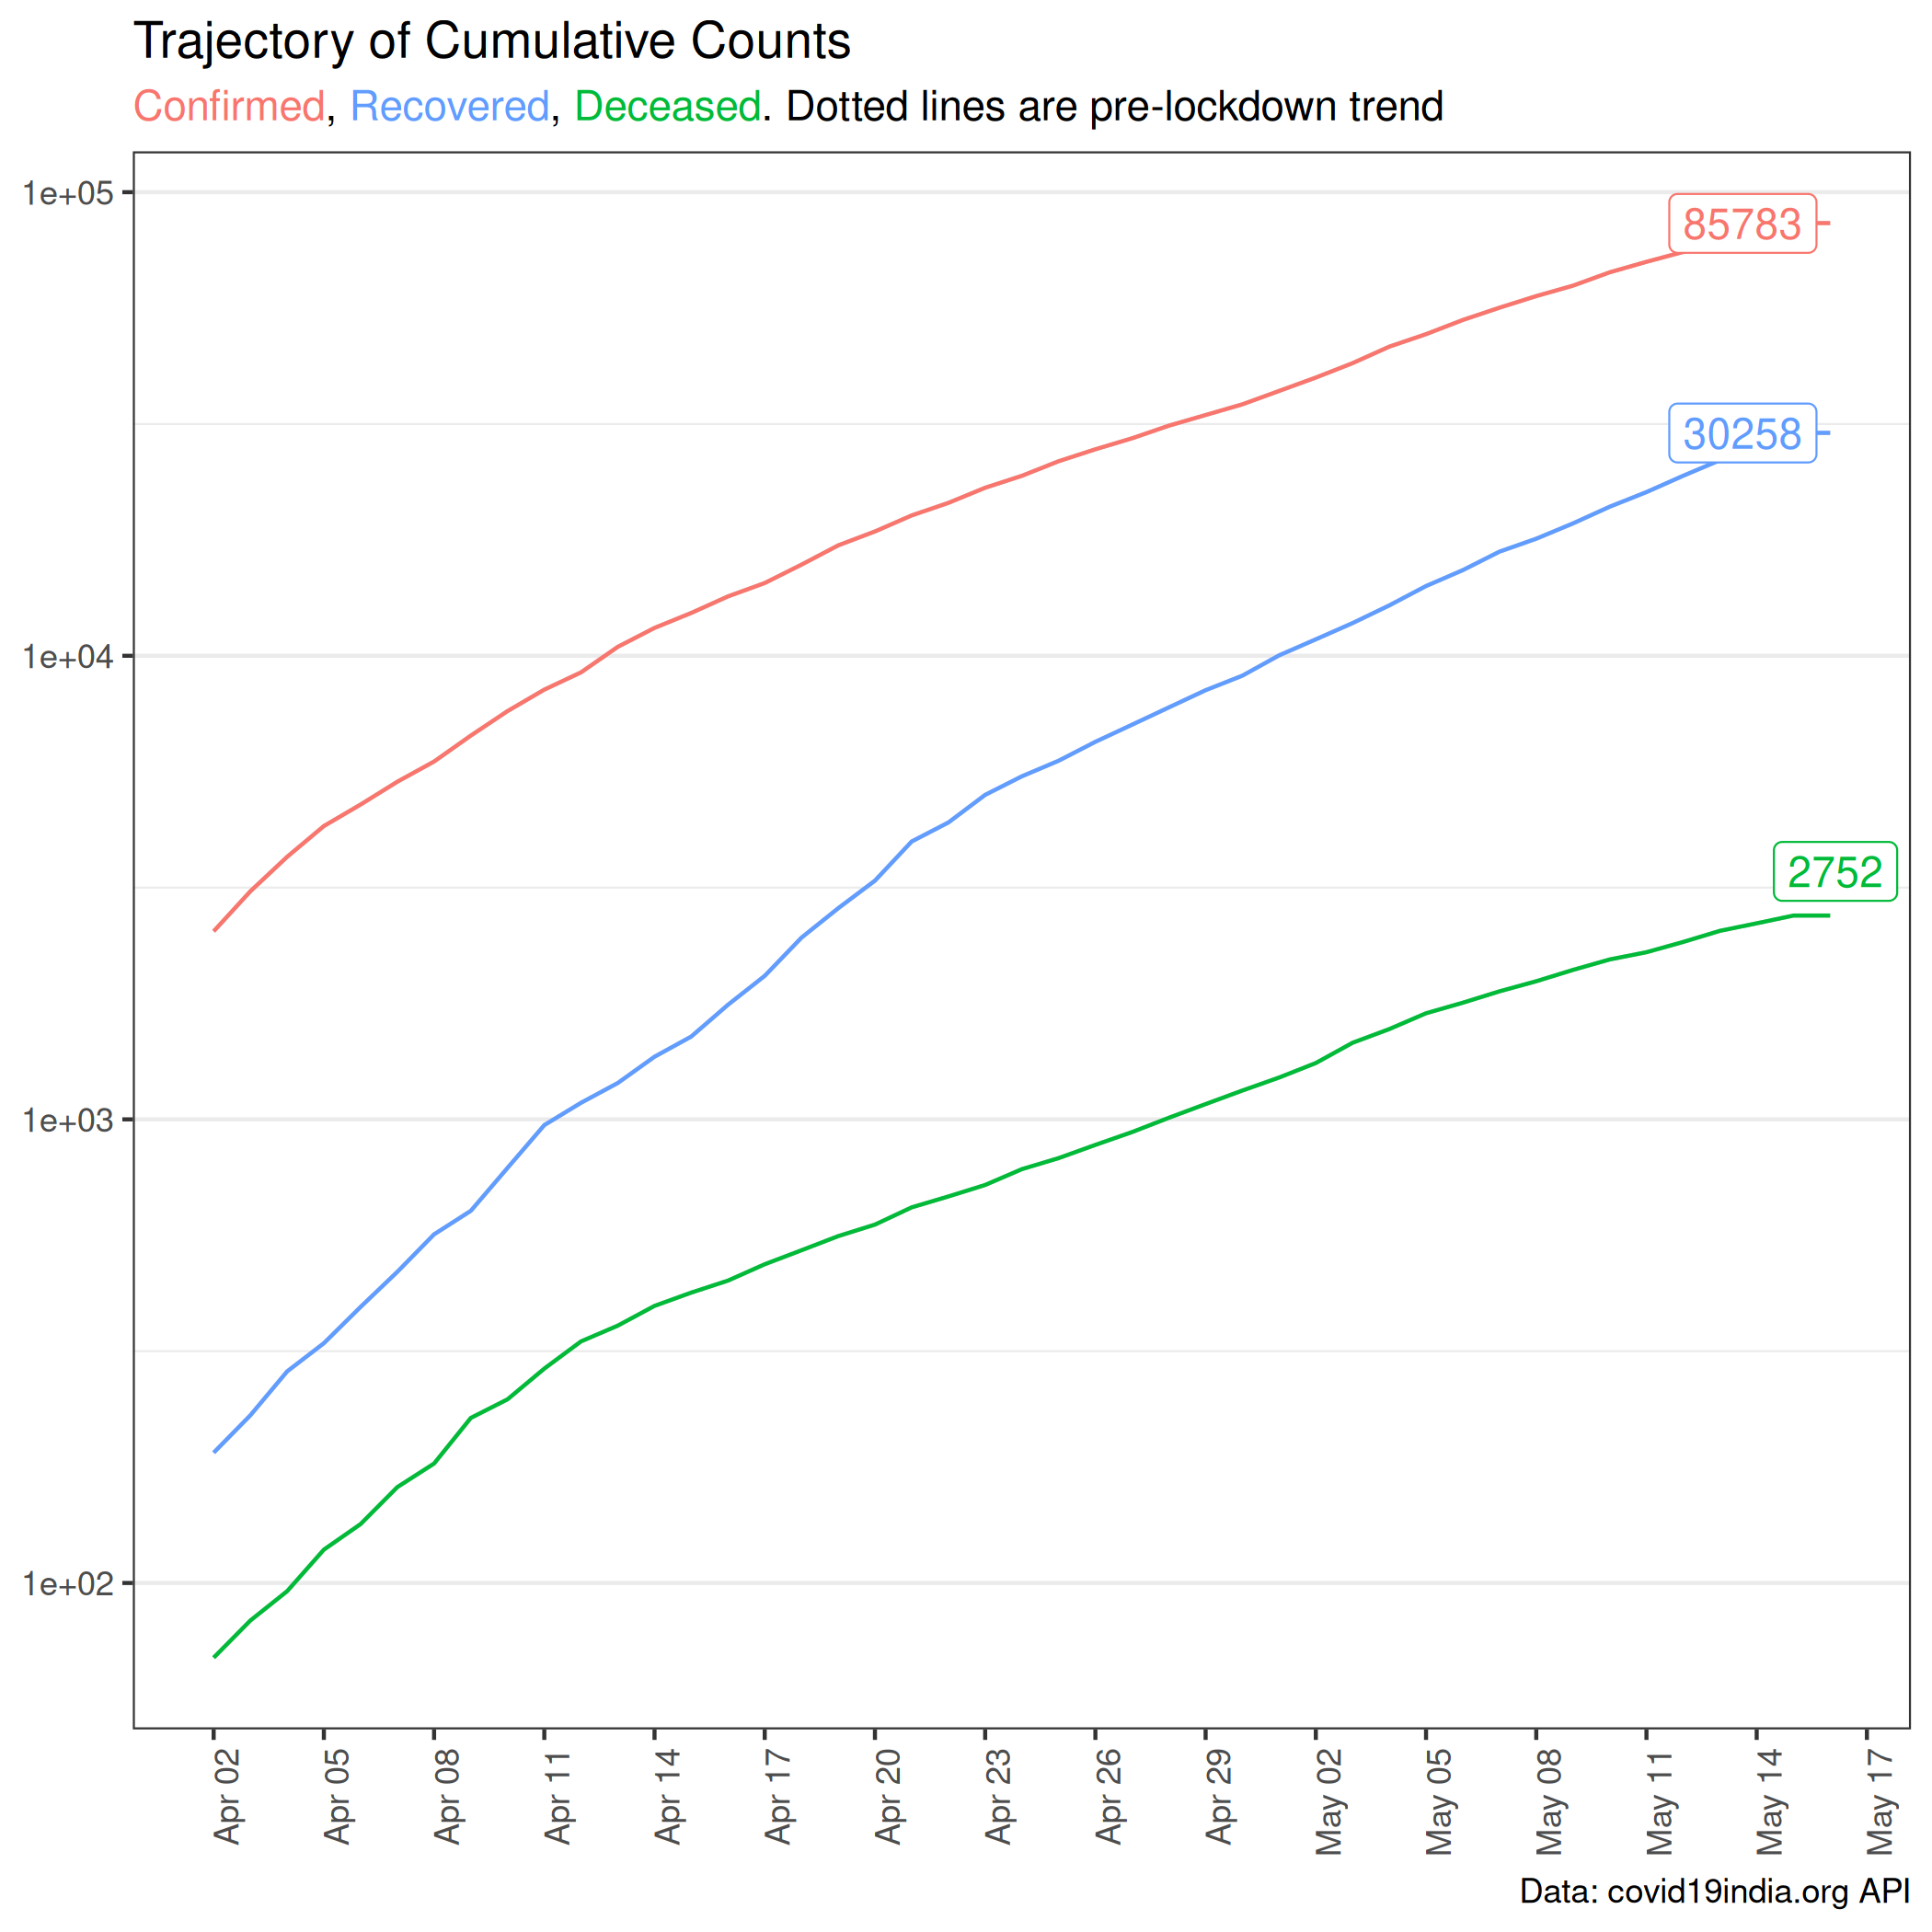 Trajectory of Cumulative Counts
Confirmed, Recovered, Deceased. Dotted lines are pre-lockdown trend
1e+05
85783
30258
1e+04
2752
1e+03
1e+02
Apr 02
Apr 05
Apr 08
Apr 11
Apr 14
Apr 17
Apr 20
Apr 23
Apr 26
Apr 29
May 02
May 05
May 08
May 11
May 14
May 17
Data: covid19india.org API